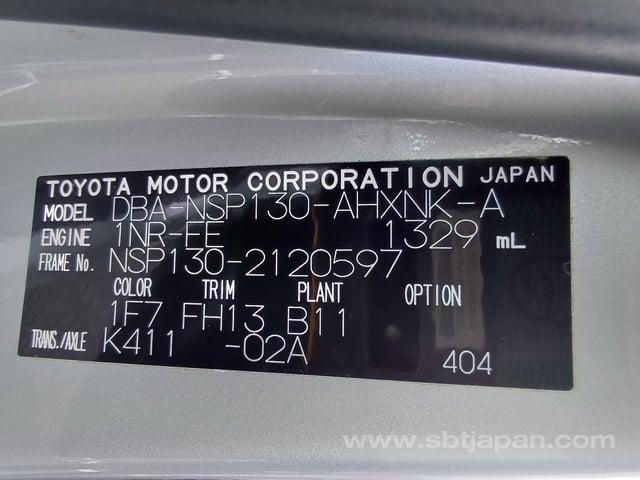 TOYOTA MOTOR CORPORATION JAPAN
MODEL DBA-NSP130-AHXNK-A
ENGINE 1NR-FE 1329 mL
FRAME No. NSP130-2120597
COLOR TRIM PLANT OPTION
1F7 FH13 B11
TRANS./AXLE K411 -02A
404
www.sbtjapan.com